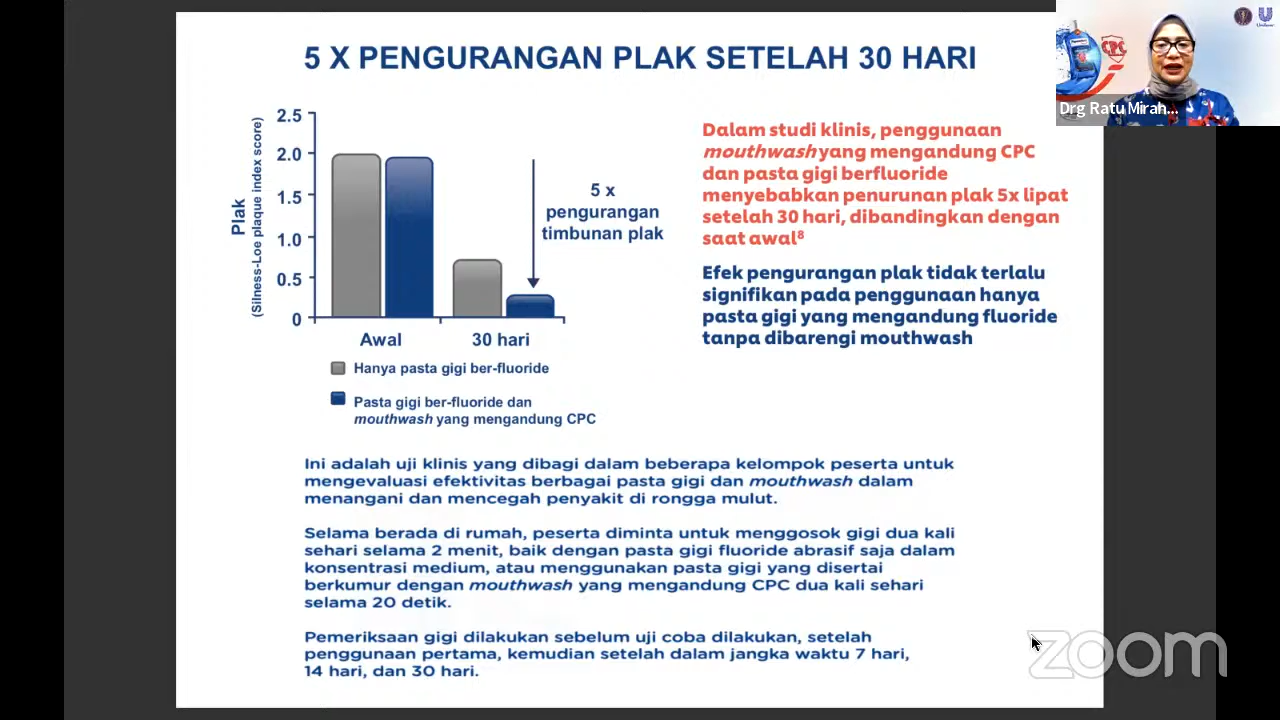 5 X PENGURANGAN PLAK SETELAH 30 HARI
CPC
Unilever
Drg Ratu Mirah...
Plak
(Silness-Loe plaque index score)
2.5
2.0
1.5
1.0
0.5
0
5 x
pengurangan
timbunan plak
Awal
30 hari
Hanya pasta gigi ber-fluoride
Pasta gigi ber-fluoride dan
mouthwash yang mengandung CPC
Dalam studi klinis, penggunaan
mouthwash yang mengandung CPC
dan pasta gigi berfluoride
menyebabkan penurunan plak 5x lipat
setelah 30 hari, dibandingkan dengan
saat awal⁸
Efek pengurangan plak tidak terlalu
signifikan pada penggunaan hanya
pasta gigi yang mengandung fluoride
tanpa dibarengi mouthwash
Ini adalah uji klinis yang dibagi dalam beberapa kelompok peserta untuk
mengevaluasi efektivitas berbagai pasta gigi dan mouthwash dalam
menangani dan mencegah penyakit di rongga mulut.
Selama berada di rumah, peserta diminta untuk menggosok gigi dua kali
sehari selama 2 menit, baik dengan pasta gigi fluoride abrasif saja dalam
konsentrasi medium, atau menggunakan pasta gigi yang disertai
berkumur dengan mouthwash yang mengandung CPC dua kali sehari
selama 20 detik.
Pemeriksaan gigi dilakukan sebelum uji coba dilakukan, setelah
penggunaan pertama, kemudian setelah dalam jangka waktu 7 hari,
14 hari, dan 30 hari.
zoom